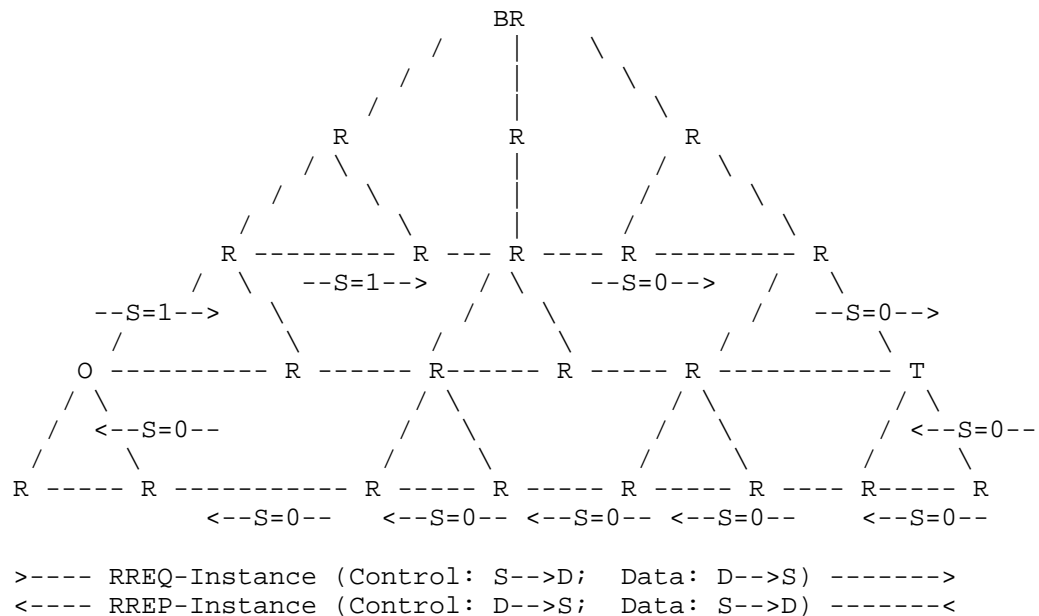 BR
R R R
R ---------- R --- R ---- R --------- R
--S=1--> --S=0-->
--S=1--> --S=0-->
O ---------- R ------ R------ R ----- R ----------- T
<--S=0-- <--S=0--
R ----- R ----------- R ----- R ----- R ----- R ---- R----- R
<--S=0-- <--S=0-- <--S=0-- <--S=0-- <--S=0--
>---- RREQ-Instance (Control: S-->D; Data: D-->S) ------->
<---- RREP-Instance (Control: D-->S; Data: S-->D) -------<